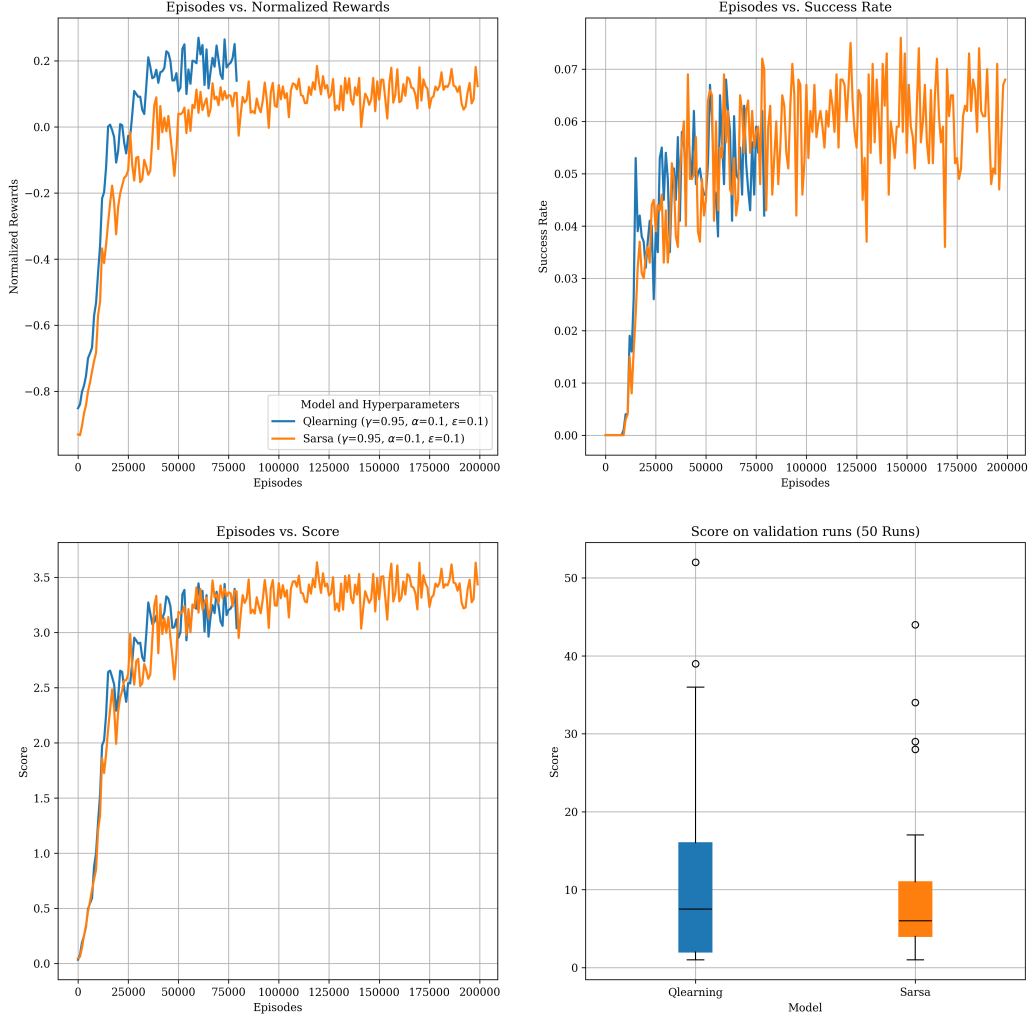 Episodes vs. Normalized Rewards
Normalized Rewards
0.2
0.0
−0.2
−0.4
−0.6
−0.8
Model and Hyperparameters
Qlearning (γ=0.95, α=0.1, ε=0.1)
Sarsa (γ=0.95, α=0.1, ε=0.1)
0 25000 50000 75000 100000 125000 150000 175000 200000
Episodes
Episodes vs. Success Rate
Success Rate
0.07
0.06
0.05
0.04
0.03
0.02
0.01
0.00
0 25000 50000 75000 100000 125000 150000 175000 200000
Episodes
Episodes vs. Score
Score
3.5
3.0
2.5
2.0
1.5
1.0
0.5
0.0
0 25000 50000 75000 100000 125000 150000 175000 200000
Episodes
Score on validation runs (50 Runs)
Score
50
40
30
20
10
0
Qlearning Sarsa
Model